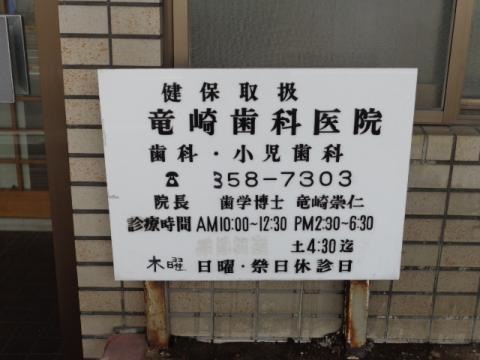 健保取扱
竜崎歯科医院
歯科・小児歯科
☎ 358-7303
院長 歯学博士 竜崎崇仁
診療時間 AM10:00~12:30 PM2:30~6:30
土4:30迄
木曜 日曜・祭日休診日